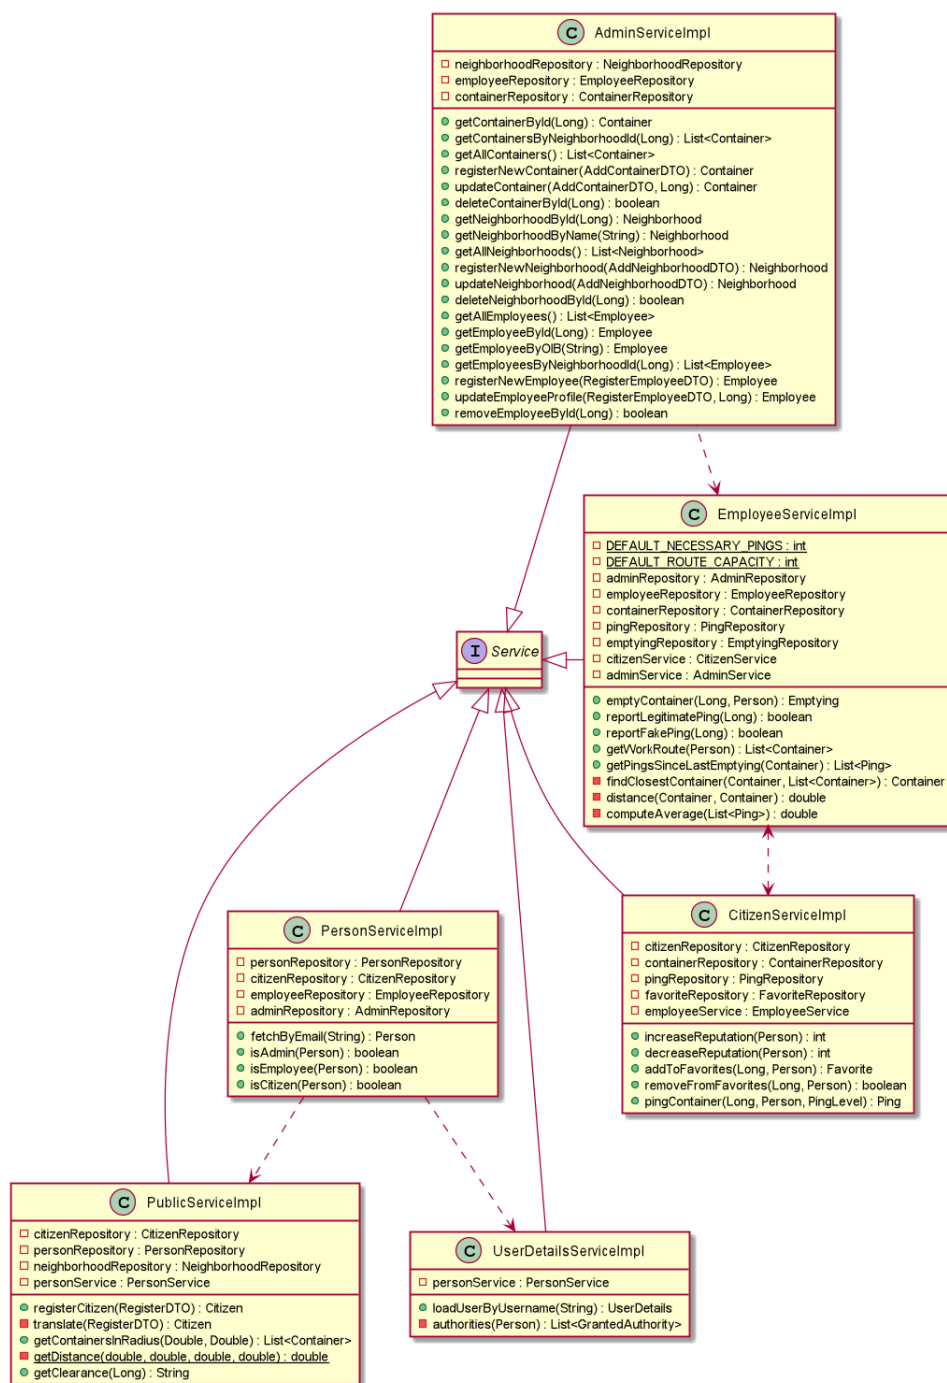 C AdminServiceImpl
neighborhoodRepository : NeighborhoodRepository
employeeRepository : EmployeeRepository
containerRepository : ContainerRepository
getContainerById(Long) : Container
getContainersByNeighborhoodId(Long) : List<Container>
getAllContainers() : List<Container>
registerNewContainer(AddContainerDTO) : Container
updateContainer(AddContainerDTO, Long) : Container
deleteContainerById(Long) : boolean
getNeighborhoodById(Long) : Neighborhood
getNeighborhoodByName(String) : Neighborhood
getAllNeighborhoods() : List<Neighborhood>
registerNewNeighborhood(AddNeighborhoodDTO) : Neighborhood
updateNeighborhood(AddNeighborhoodDTO) : Neighborhood
deleteNeighborhoodById(Long) : boolean
getAllEmployees() : List<Employee>
getEmployeeById(Long) : Employee
getEmployeeByOIB(String) : Employee
getEmployeesByNeighborhoodId(Long) : List<Employee>
registerNewEmployee(RegisterEmployeeDTO) : Employee
updateEmployeeProfile(RegisterEmployeeDTO, Long) : Employee
removeEmployeeById(Long) : boolean
C EmployeeServiceImpl
DEFAULT_NECESSARY_PINGS : int
DEFAULT_ROUTE_CAPACITY : int
adminRepository : AdminRepository
employeeRepository : EmployeeRepository
containerRepository : ContainerRepository
pingRepository : PingRepository
emptyingRepository : EmptyingRepository
citizenService : CitizenService
adminService : AdminService
emptyContainer(Long, Person) : Emptying
reportLegitimatePing(Long) : boolean
reportFakePing(Long) : boolean
getWorkRoute(Person) : List<Container>
getPingsSinceLastEmptying(Container) : List<Ping>
findClosestContainer(Container, List<Container>) : Container
distance(Container, Container) : double
computeAverage(List<Ping>) : double
I Service
C PersonServiceImpl
personRepository : PersonRepository
citizenRepository : CitizenRepository
employeeRepository : EmployeeRepository
adminRepository : AdminRepository
fetchByEmail(String) : Person
isAdmin(Person) : boolean
isEmployee(Person) : boolean
isCitizen(Person) : boolean
C CitizenServiceImpl
citizenRepository : CitizenRepository
containerRepository : ContainerRepository
pingRepository : PingRepository
favoriteRepository : FavoriteRepository
employeeService : EmployeeService
increaseReputation(Person) : int
decreaseReputation(Person) : int
addToFavorites(Long, Person) : Favorite
removeFromFavorites(Long, Person) : boolean
pingContainer(Long, Person, PingLevel) : Ping
C PublicServiceImpl
citizenRepository : CitizenRepository
personRepository : PersonRepository
neighborhoodRepository : NeighborhoodRepository
personService : PersonService
registerCitizen(RegisterDTO) : Citizen
translate(RegisterDTO) : Citizen
getContainersInRadius(Double, Double) : List<Container>
getDistance(double, double, double, double) : double
getClearance(Long) : String
C UserDetailsServiceImpl
personService : PersonService
loadUserByUsername(String) : UserDetails
authorities(Person) : List<GrantedAuthority>